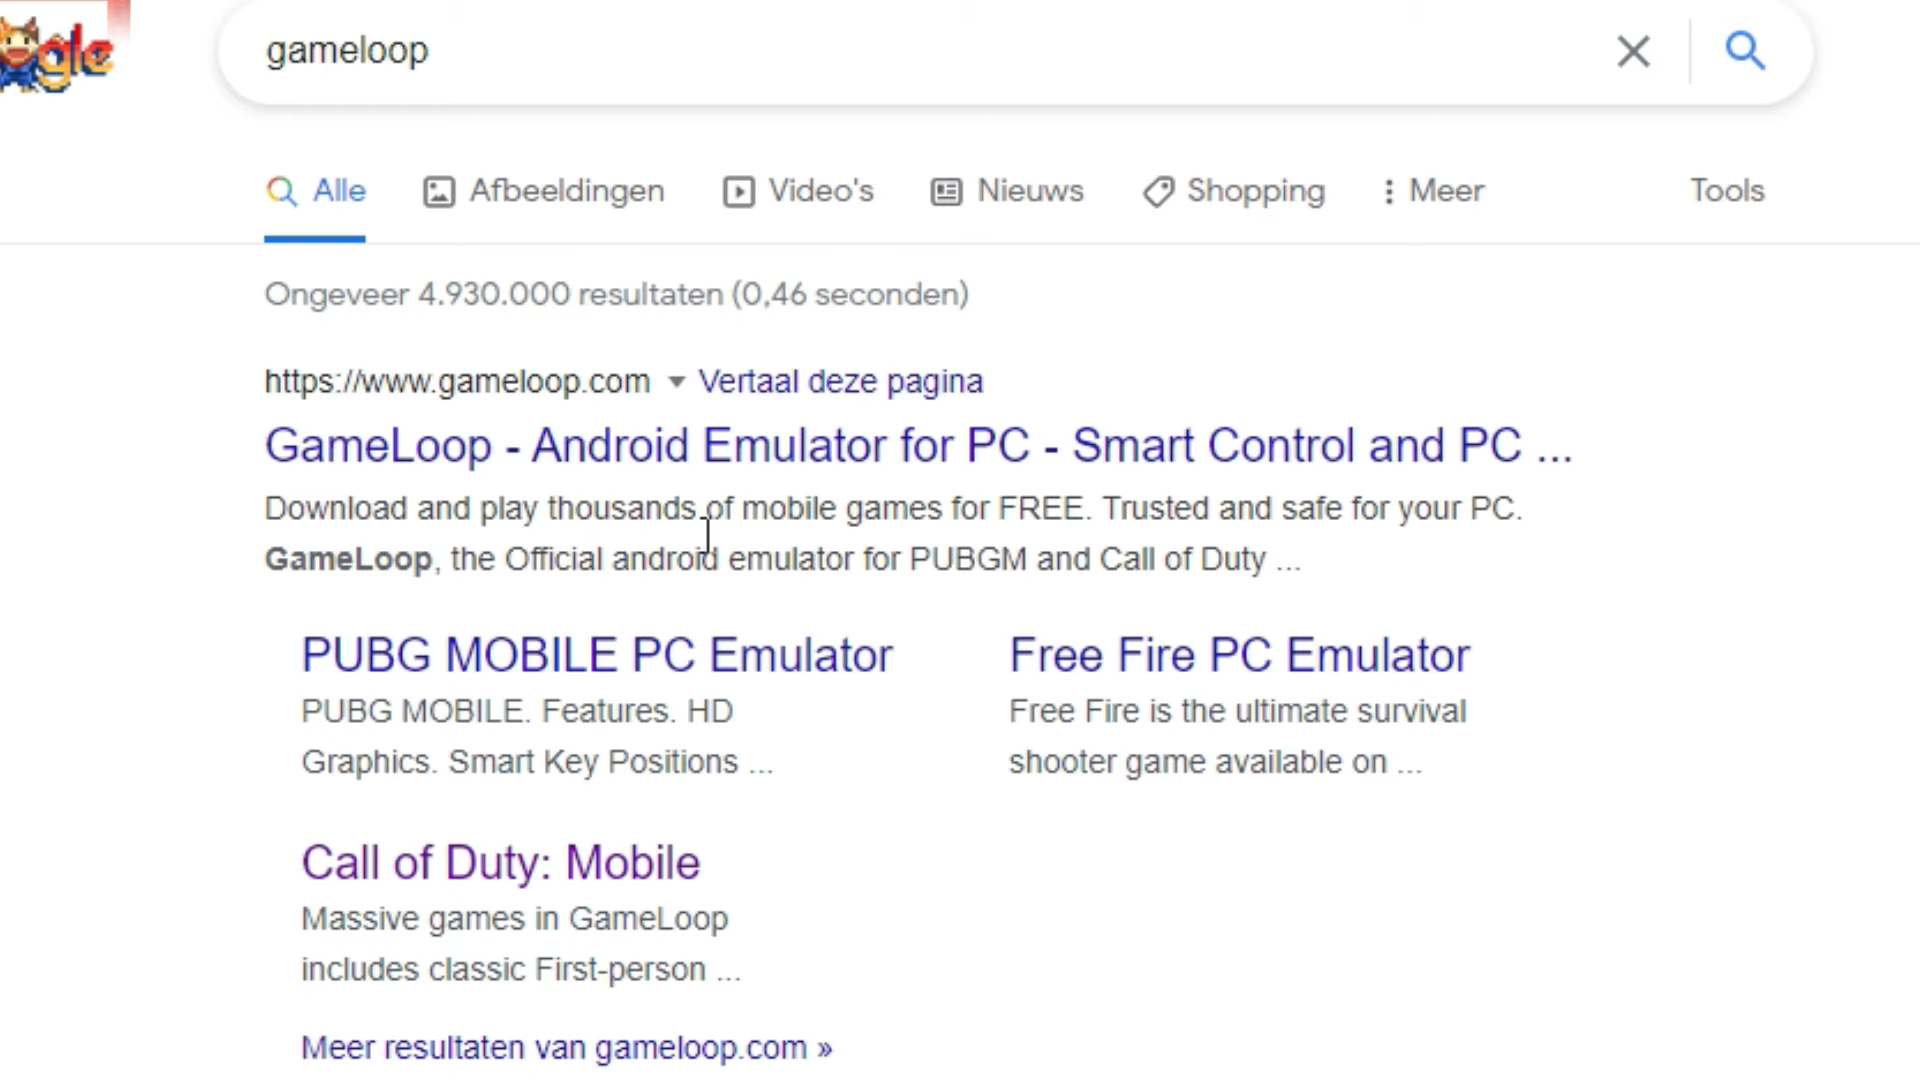 gle
gameloop
Alle Afbeeldingen Video's Nieuws Shopping Meer Tools
Ongeveer 4.930.000 resultaten (0,46 seconden)
https://www.gameloop.com Vertaal deze pagina
GameLoop - Android Emulator for PC - Smart Control and PC ...
Download and play thousands of mobile games for FREE. Trusted and safe for your PC.
GameLoop, the Official android emulator for PUBGM and Call of Duty ...
PUBG MOBILE PC Emulator
PUBG MOBILE. Features. HD
Graphics. Smart Key Positions ...
Free Fire PC Emulator
Free Fire is the ultimate survival
shooter game available on ...
Call of Duty: Mobile
Massive games in GameLoop
includes classic First-person ...
Meer resultaten van gameloop.com »